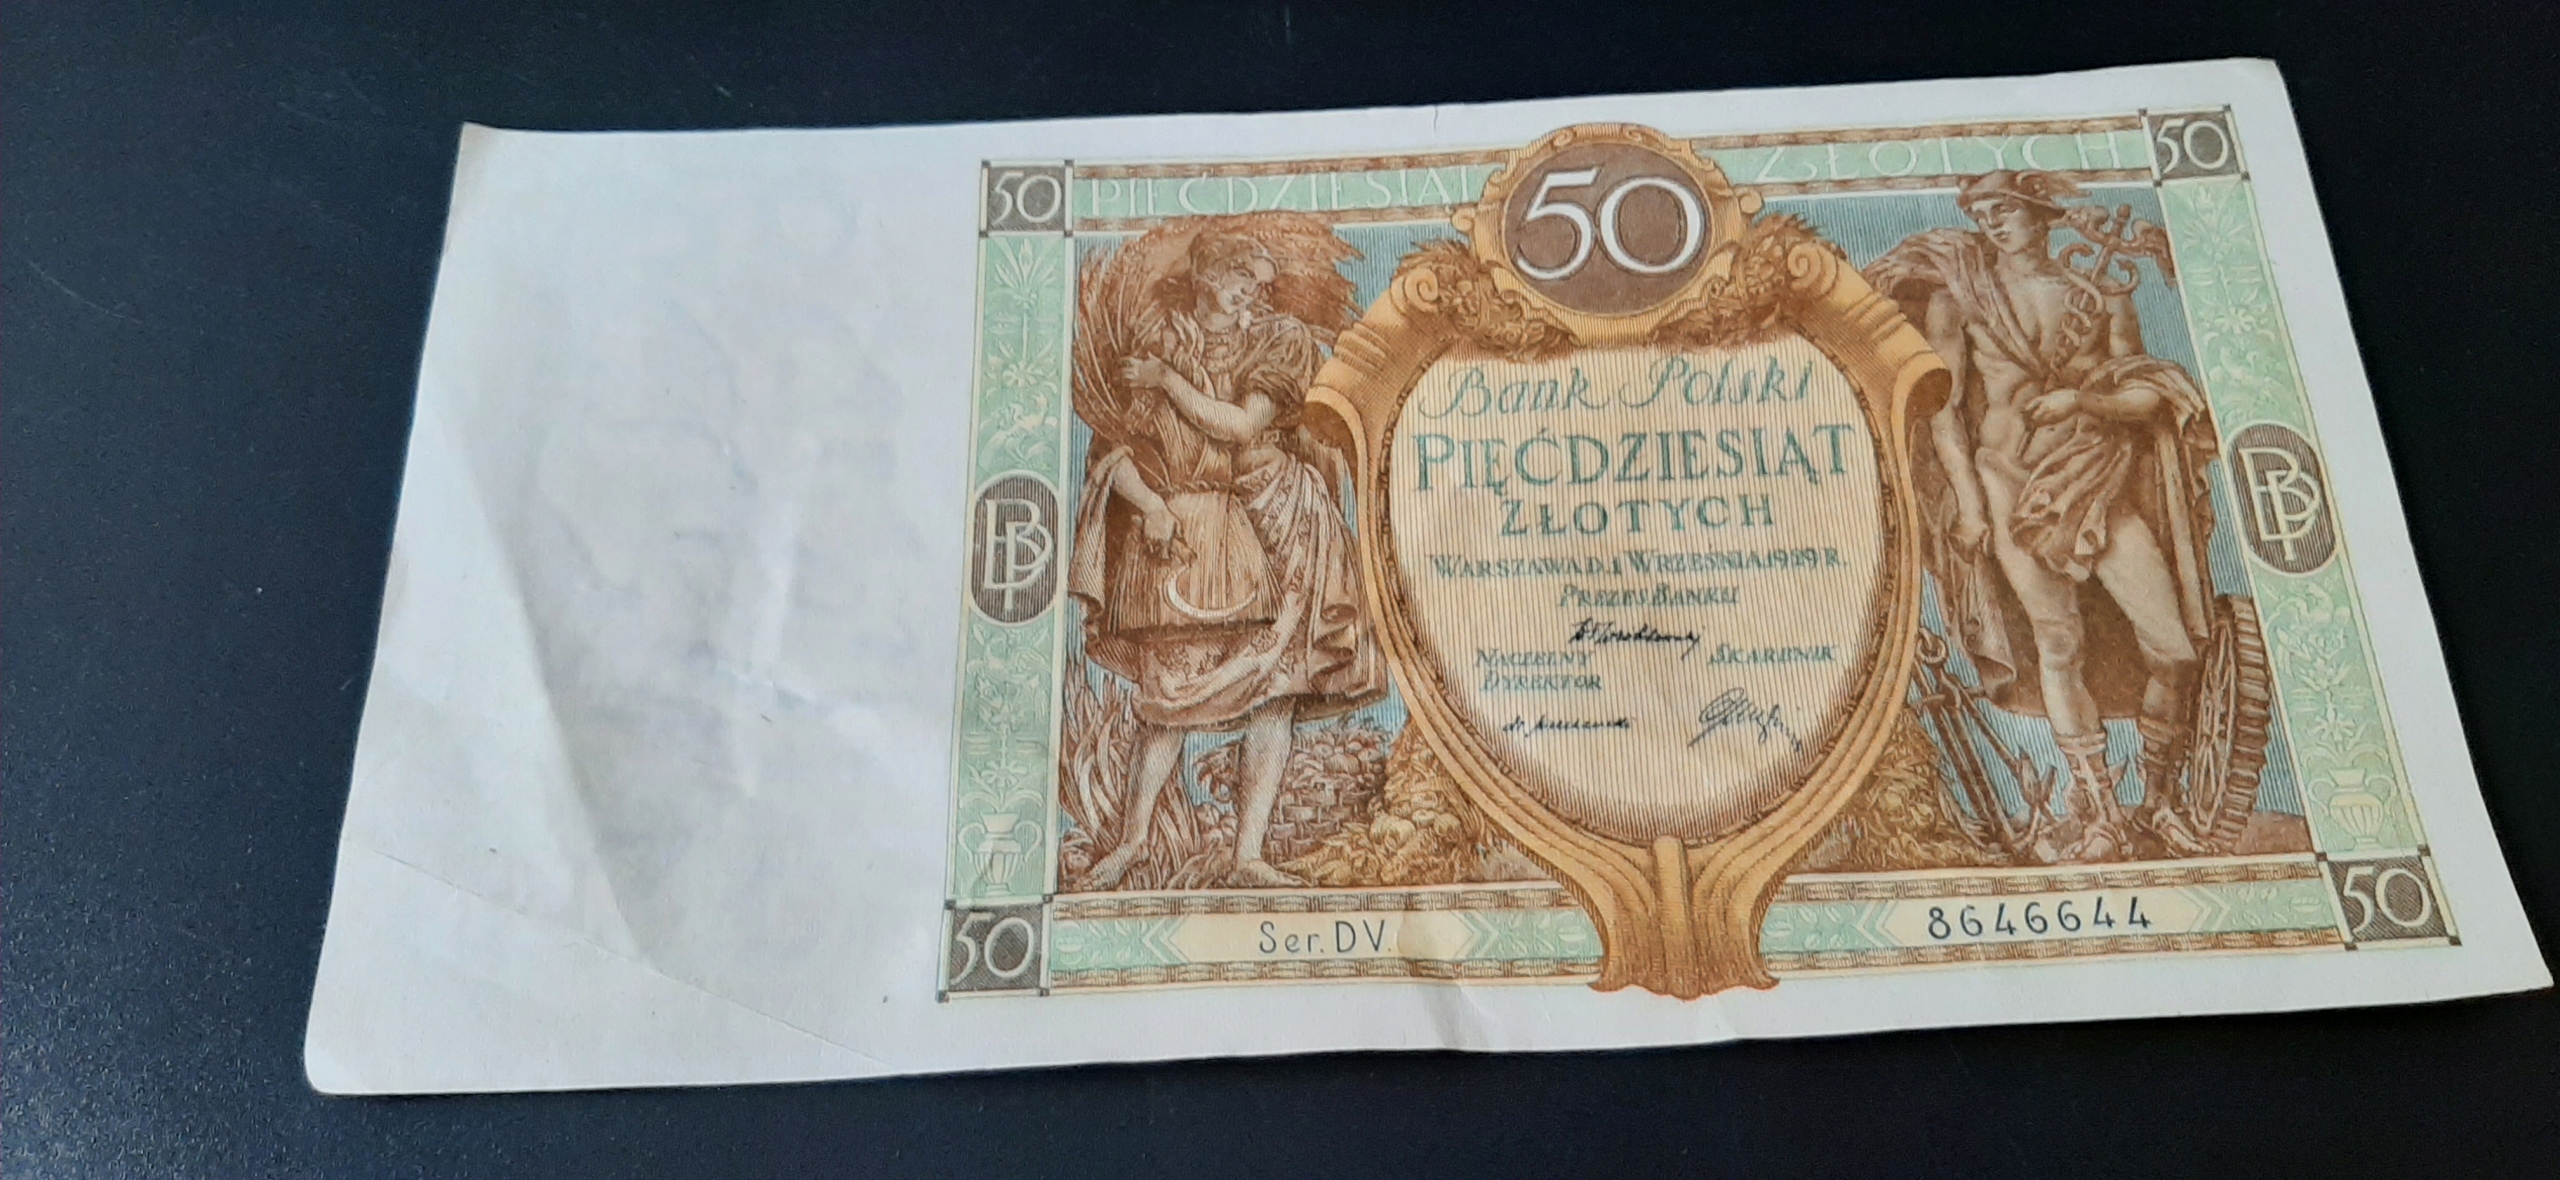 50 PIĘĆDZIESIĄT 50 ZŁOTYCH 50
Bank Polski
PIĘĆDZIESIĄT
ZŁOTYCH
WARSZAWA D. 1 WRZEŚNIA 1929 R.
PREZES BANKU
NACZELNY SKARBNIK
DYREKTOR
BP BP
50 Ser. DV. 8646644 50